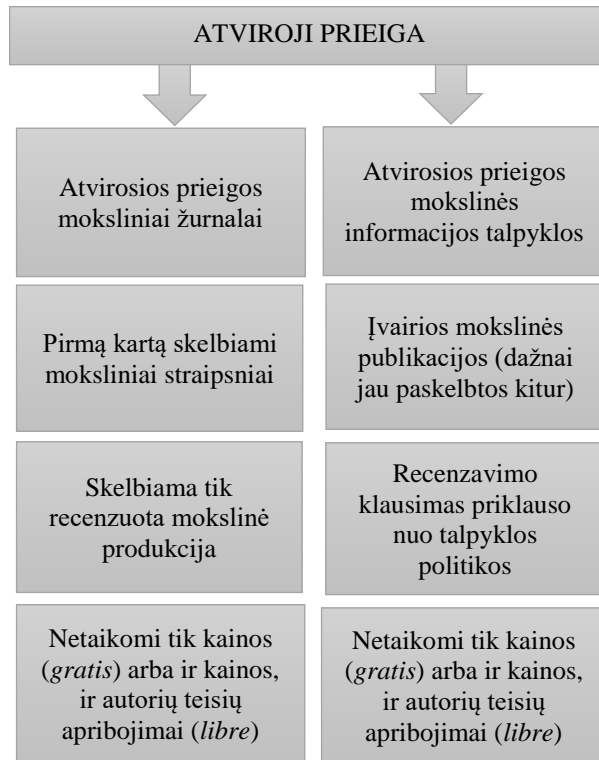 ATVIROJI PRIEIGA
Atvirosios prieigos
moksliniai žurnalai
Pirmą kartą skelbiami
moksliniai straipsniai
Skelbiama tik
recenzuota mokslinė
produkcija
Netaikomi tik kainos
(gratis) arba ir kainos,
ir autorių teisių
apribojimai (libre)
Atvirosios prieigos
mokslinės
informacijos talpyklos
Įvairios mokslinės
publikacijos (dažnai
jau paskelbtos kitur)
Recenzavimo
klausimas priklauso
nuo talpyklos
politikos
Netaikomi tik kainos
(gratis) arba ir kainos,
ir autorių teisių
apribojimai (libre)